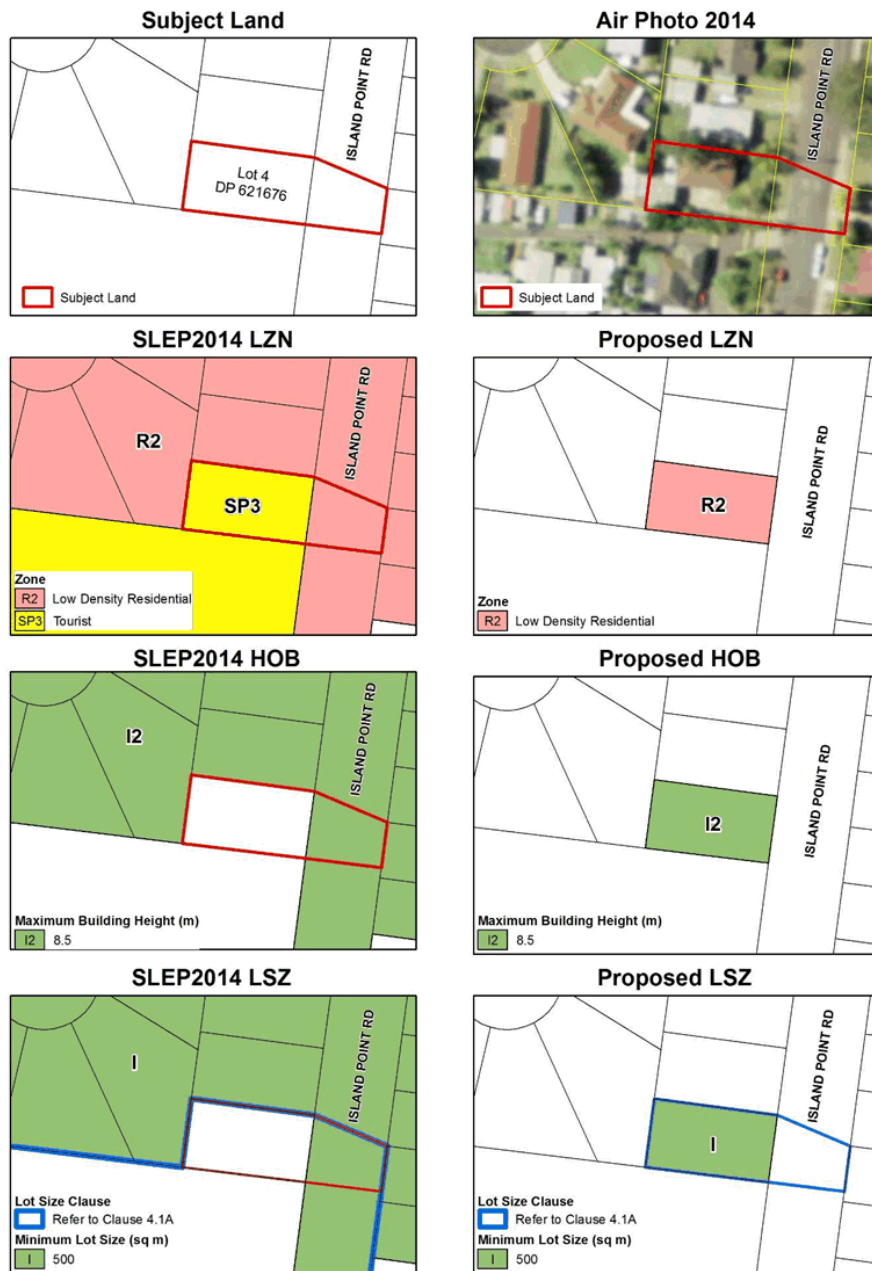 Subject Land
ISLAND POINT RD
Lot 4
DP 621676
Subject Land
Air Photo 2014
ISLAND POINT RD
Subject Land
SLEP2014 LZN
ISLAND POINT RD
R2
SP3
Zone
R2 Low Density Residential
SP3 Tourist
Proposed LZN
ISLAND POINT RD
R2
Zone
R2 Low Density Residential
SLEP2014 HOB
ISLAND POINT RD
I2
Maximum Building Height (m)
I2 8.5
Proposed HOB
ISLAND POINT RD
I2
Maximum Building Height (m)
I2 8.5
SLEP2014 LSZ
ISLAND POINT RD
I
Lot Size Clause
Refer to Clause 4.1A
Minimum Lot Size (sq m)
I 500
Proposed LSZ
ISLAND POINT RD
I
Lot Size Clause
Refer to Clause 4.1A
Minimum Lot Size (sq m)
I 500